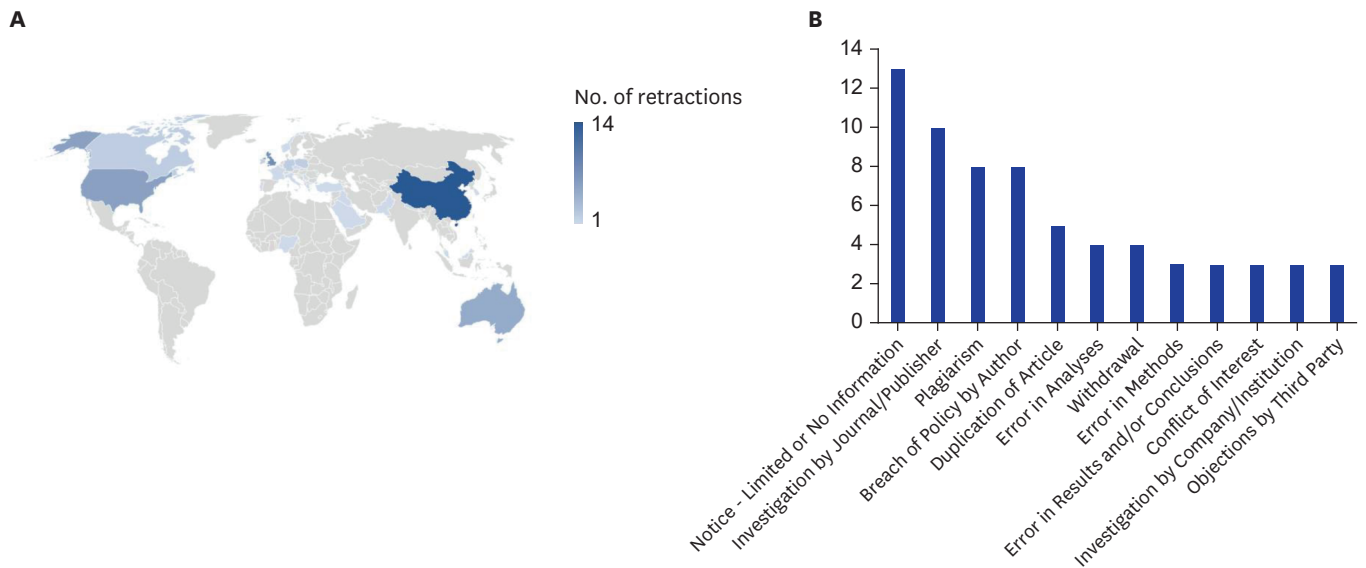 A
No. of retractions
14
1
B
14
12
10
8
6
4
2
0
Notice - Limited or No Information
Investigation by Journal/Publisher
Plagiarism
Breach of Policy by Author
Duplication of Article
Error in Analyses
Withdrawal
Error in Methods
Error in Results and/or Conclusions
Conflict of Interest
Investigation by Company/Institution
Objections by Third Party